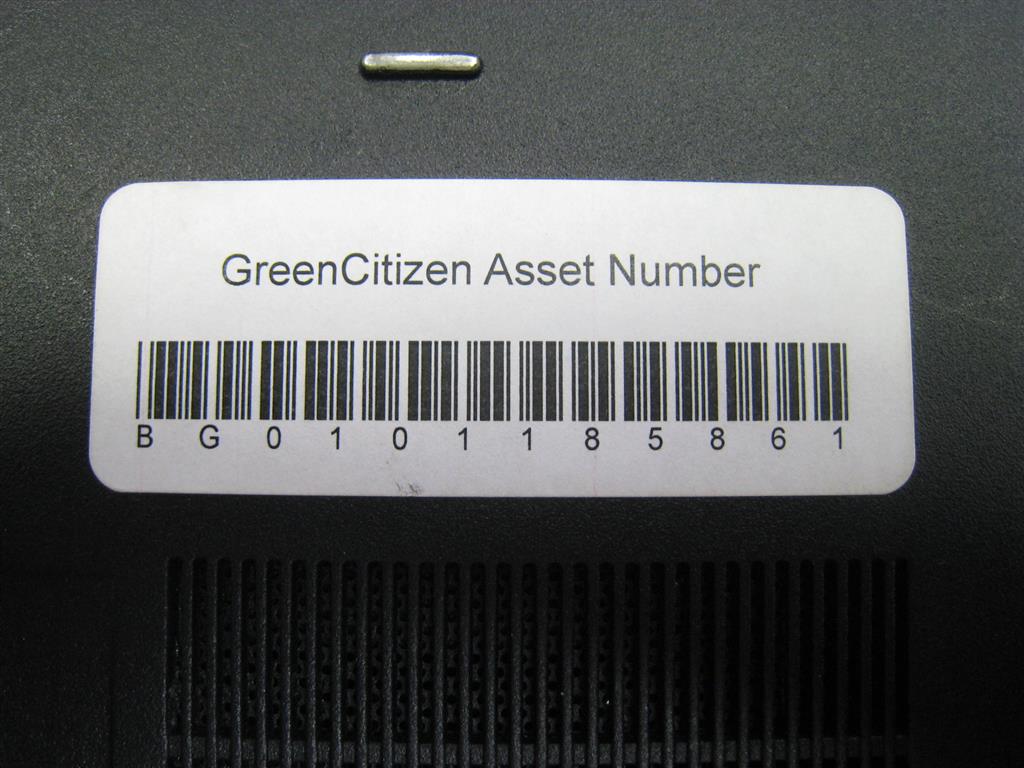 GreenCitizen Asset Number
B G 0 1 0 1 1 8 5 8 6 1